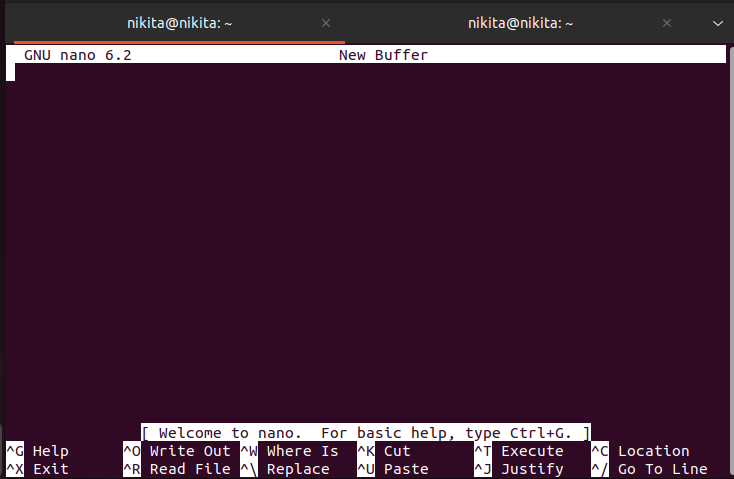 nikita@nikita: ~ × nikita@nikita: ~ ×
GNU nano 6.2 New Buffer
[ Welcome to nano.  For basic help, type Ctrl+G. ]
^G Help ^O Write Out ^W Where Is ^K Cut ^T Execute ^C Location
^X Exit ^R Read File ^\ Replace ^U Paste ^J Justify ^/ Go To Line